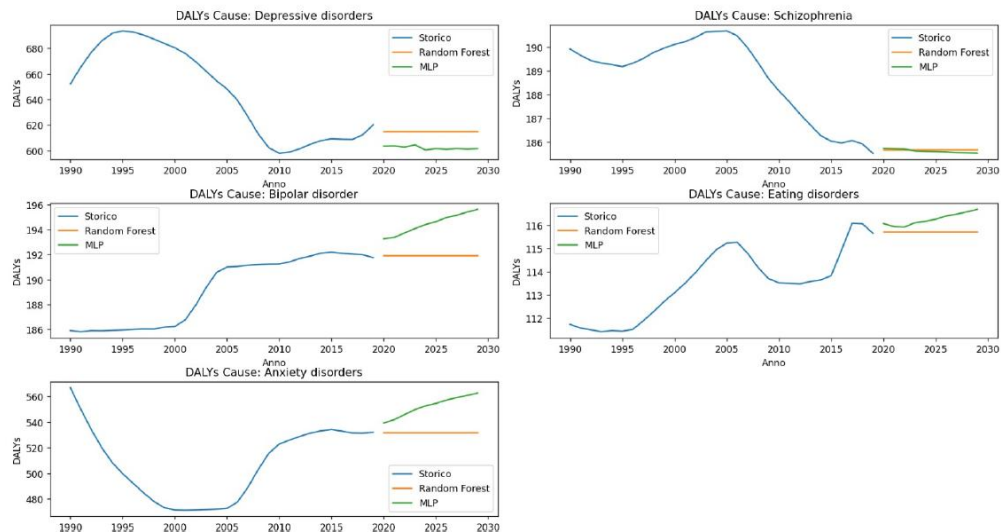 DALYs Cause: Depressive disorders
DALYs
680
660
640
620
600
1990 1995 2000 2005 2010 2015 2020 2025 2030
Anno
Storico
Random Forest
MLP
DALYs Cause: Schizophrenia
DALYs
190
189
188
187
186
1990 1995 2000 2005 2010 2015 2020 2025 2030
Anno
Storico
Random Forest
MLP
DALYs Cause: Bipolar disorder
DALYs
196
194
192
190
188
186
1990 1995 2000 2005 2010 2015 2020 2025 2030
Anno
Storico
Random Forest
MLP
DALYs Cause: Eating disorders
DALYs
116
115
114
113
112
1990 1995 2000 2005 2010 2015 2020 2025 2030
Anno
Storico
Random Forest
MLP
DALYs Cause: Anxiety disorders
DALYs
560
540
520
500
480
1990 1995 2000 2005 2010 2015 2020 2025 2030
Storico
Random Forest
MLP